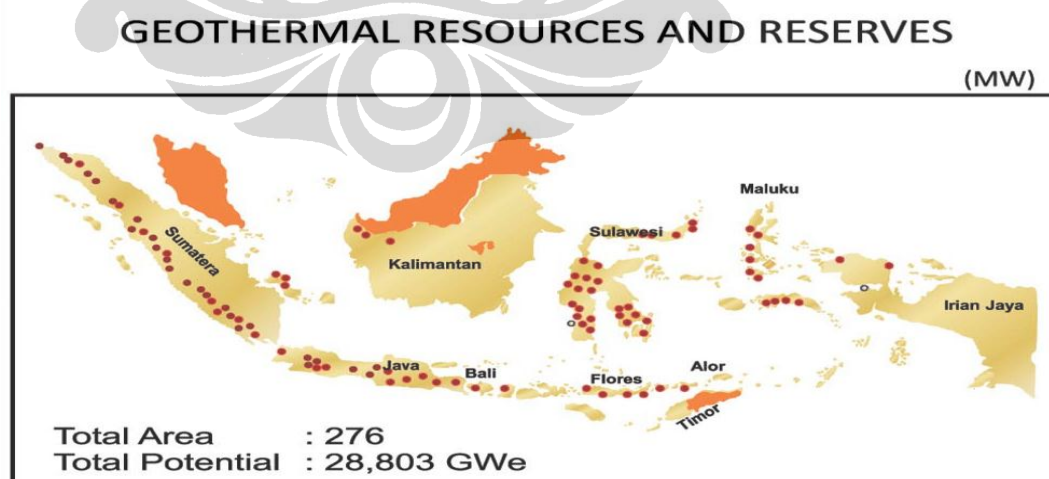 GEOTHERMAL RESOURCES AND RESERVES
(MW)
Maluku
Sulawesi
Sumatera
Kalimantan
Irian Jaya
Java
Bali
Flores
Alor
Timor
Total Area : 276
Total Potential : 28,803 GWe